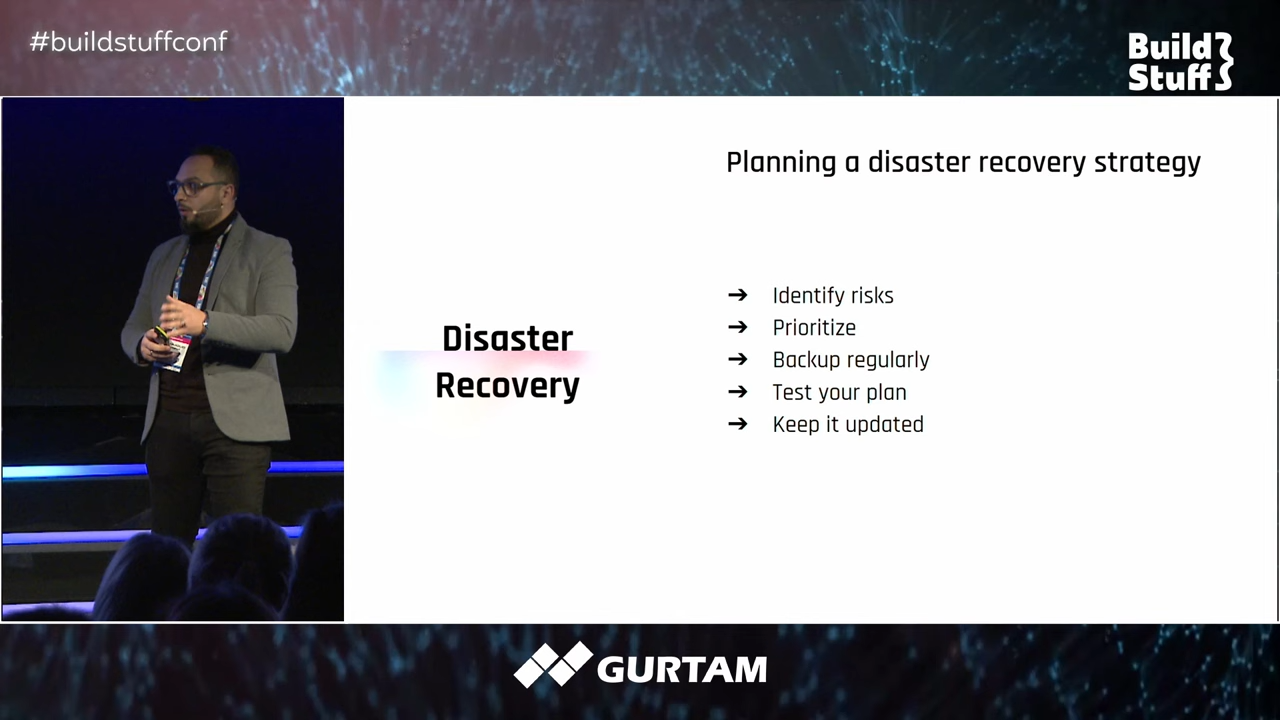 #buildstuffconf
Build
Stuff
Planning a disaster recovery strategy
Disaster
Recovery
➔ Identify risks
➔ Prioritize
➔ Backup regularly
➔ Test your plan
➔ Keep it updated
GURTAM